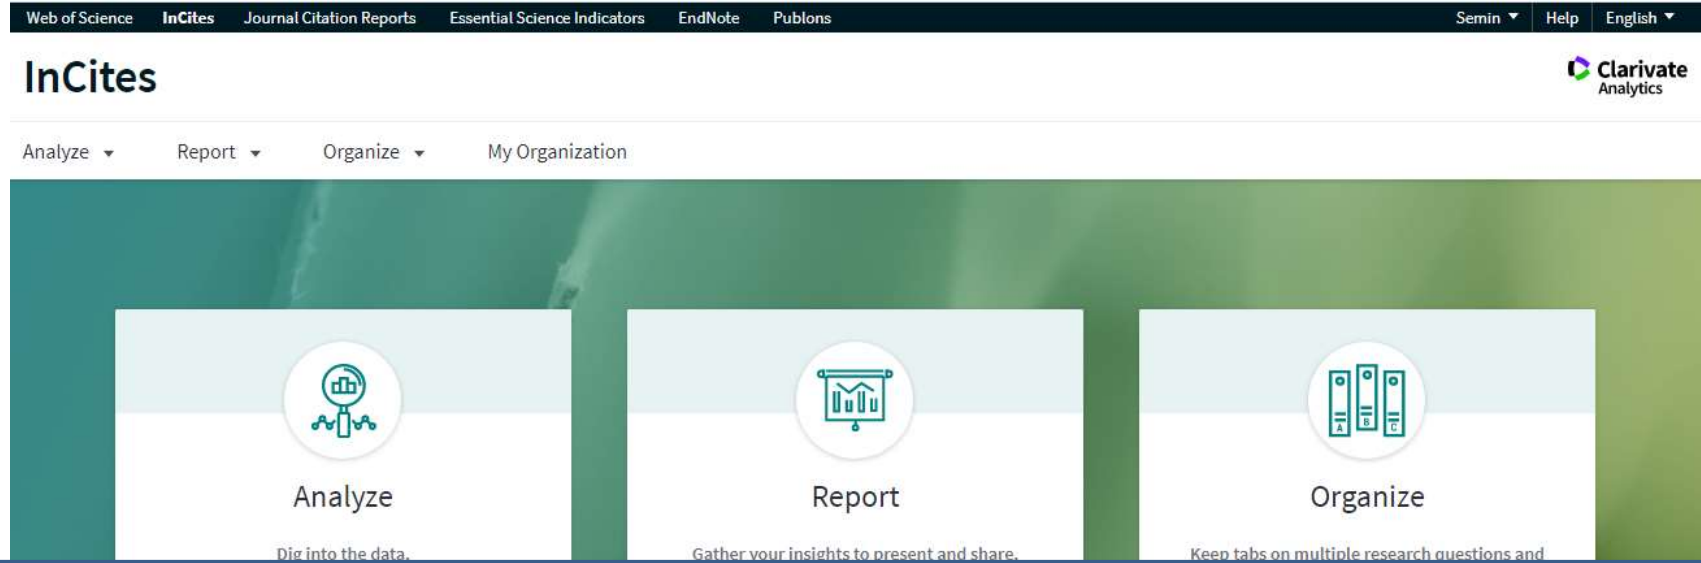 Web of Science InCites Journal Citation Reports Essential Science Indicators EndNote Publons Semin Help English
InCites
Clarivate
Analytics
Analyze Report Organize My Organization
A B C
Analyze Report Organize
Dig into the data. Gather your insights to present and share. Keep tabs on multiple research questions and